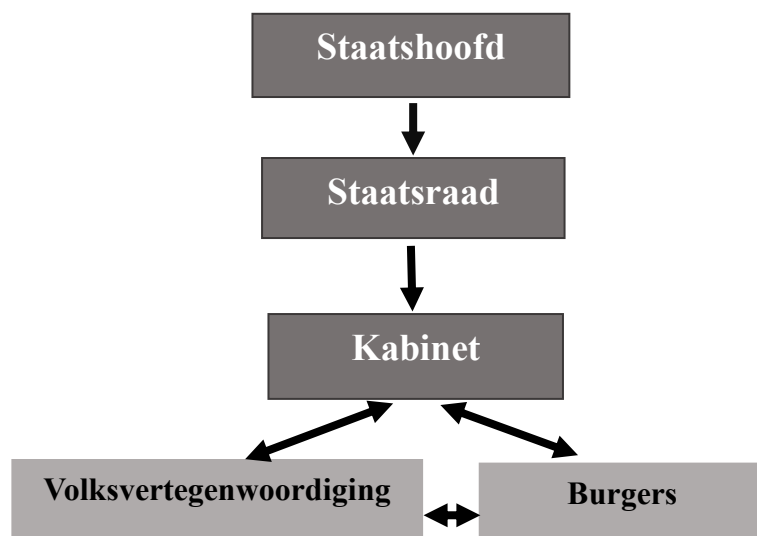 Staatshoofd
Staatsraad
Kabinet
Volksvertegenwoordiging
Burgers